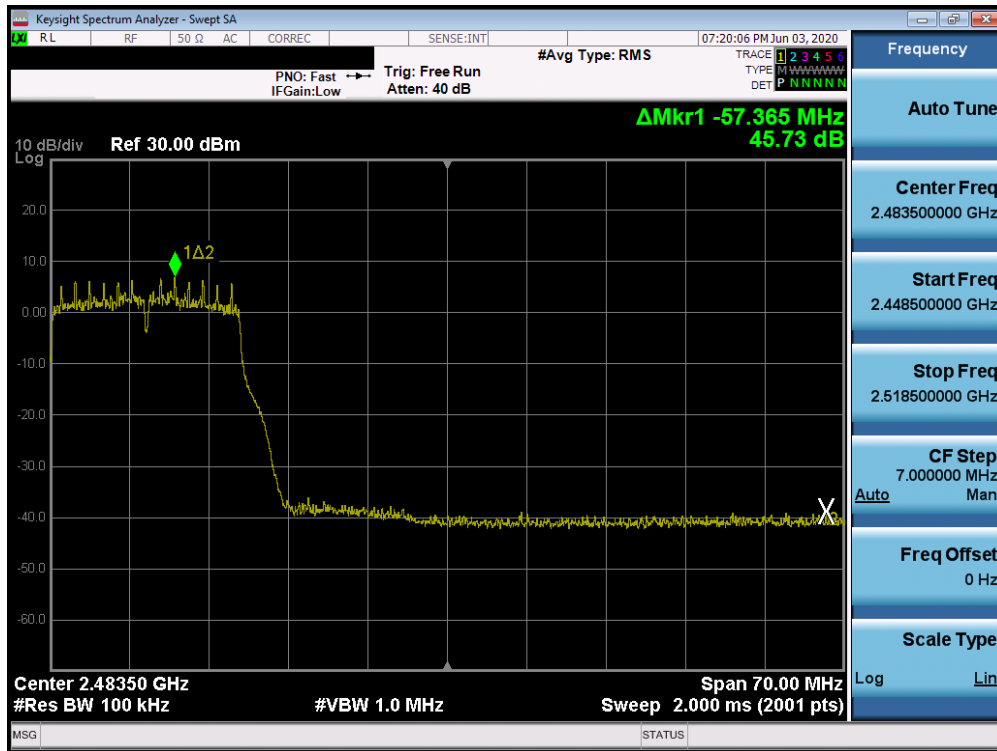 Keysight Spectrum Analyzer - Swept SA
LXI RL RF 50 Ω AC CORREC SENSE:INT 07:20:06 PM Jun 03, 2020
Frequency
#Avg Type: RMS
TRACE 1 2 3 4 5 6
PNO: Fast Trig: Free Run
TYPE M WWWWW
IFGain:Low Atten: 40 dB
DET P N N N N N
Auto Tune
ΔMkr1 -57.365 MHz
45.73 dB
10 dB/div Ref 30.00 dBm
Log
Center Freq
2.483500000 GHz
20.0
1Δ2
10.0
Start Freq
2.448500000 GHz
0.00
-10.0
Stop Freq
2.518500000 GHz
-20.0
CF Step
7.000000 MHz
Auto Man
-30.0
-40.0
X
Freq Offset
0 Hz
-50.0
-60.0
Scale Type
Log Lin
Center 2.48350 GHz Span 70.00 MHz
#Res BW 100 kHz #VBW 1.0 MHz Sweep 2.000 ms (2001 pts)
MSG STATUS